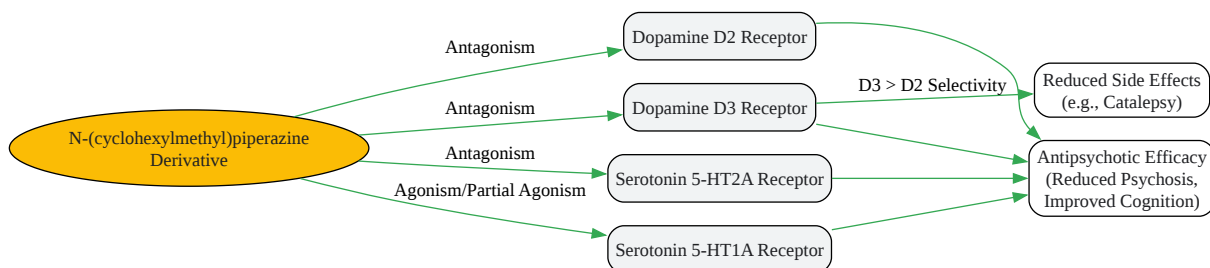 N-(cyclohexylmethyl)piperazine
Derivative
Antagonism
Antagonism
Antagonism
Agonism/Partial Agonism
Dopamine D2 Receptor
Dopamine D3 Receptor
Serotonin 5-HT2A Receptor
Serotonin 5-HT1A Receptor
D3 > D2 Selectivity
Reduced Side Effects
(e.g., Catalepsy)
Antipsychotic Efficacy
(Reduced Psychosis,
Improved Cognition)